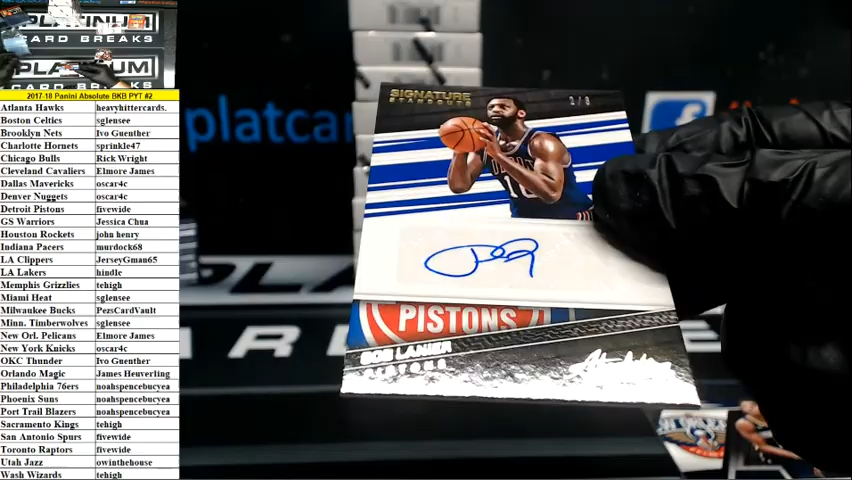 PLATINUM
CARD BREAKS
PLATINUM
CARD BREAKS
2017-18 Panini Absolute BKB PYT #2
Atlanta Hawks heavyhittercards.
Boston Celtics sglensee
Brooklyn Nets Ivo Guenther
Charlotte Hornets sprinkle47
Chicago Bulls Rick Wright
Cleveland Cavaliers Elmore James
Dallas Mavericks oscar4c
Denver Nuggets oscar4c
Detroit Pistons fivewide
GS Warriors Jessica Chua
Houston Rockets john henry
Indiana Pacers murdock68
LA Clippers JerseyGman65
LA Lakers hindle
Memphis Grizzlies tehigh
Miami Heat sglensee
Milwaukee Bucks PezsCardVault
Minn. Timberwolves sglensee
New Orl. Pelicans Elmore James
New York Knicks oscar4c
OKC Thunder Ivo Guenther
Orlando Magic James Heuverling
Philadelphia 76ers noahspencebucyea
Phoenix Suns noahspencebucyea
Port Trail Blazers noahspencebucyea
Sacramento Kings tehigh
San Antonio Spurs fivewide
Toronto Raptors fivewide
Utah Jazz owinthehouse
Wash Wizards tehigh
platcar
SIGNATURE
STANDOUTS
PISTONS
BOB LANIER
PISTONS
Absolute
CAR